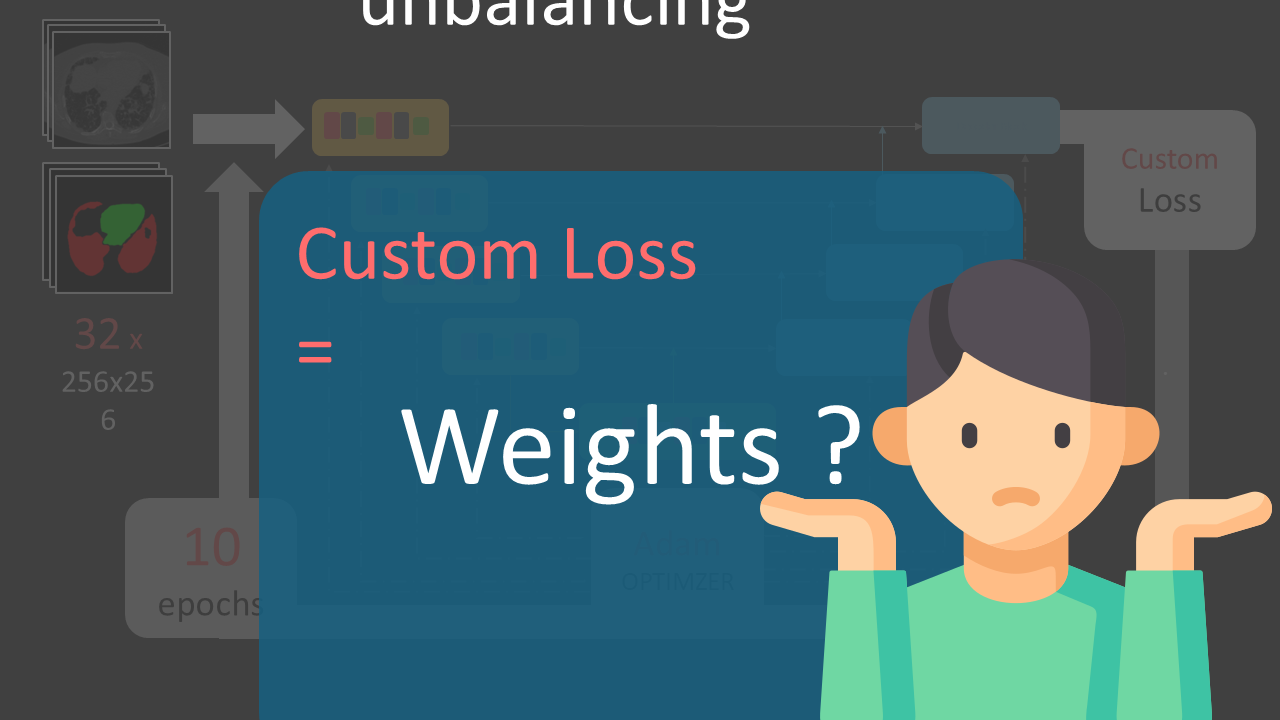 unbalancing
Custom
Loss
Custom Loss
=
Weights ?
32 x
256x25
6
10
epochs
OPTIMZER